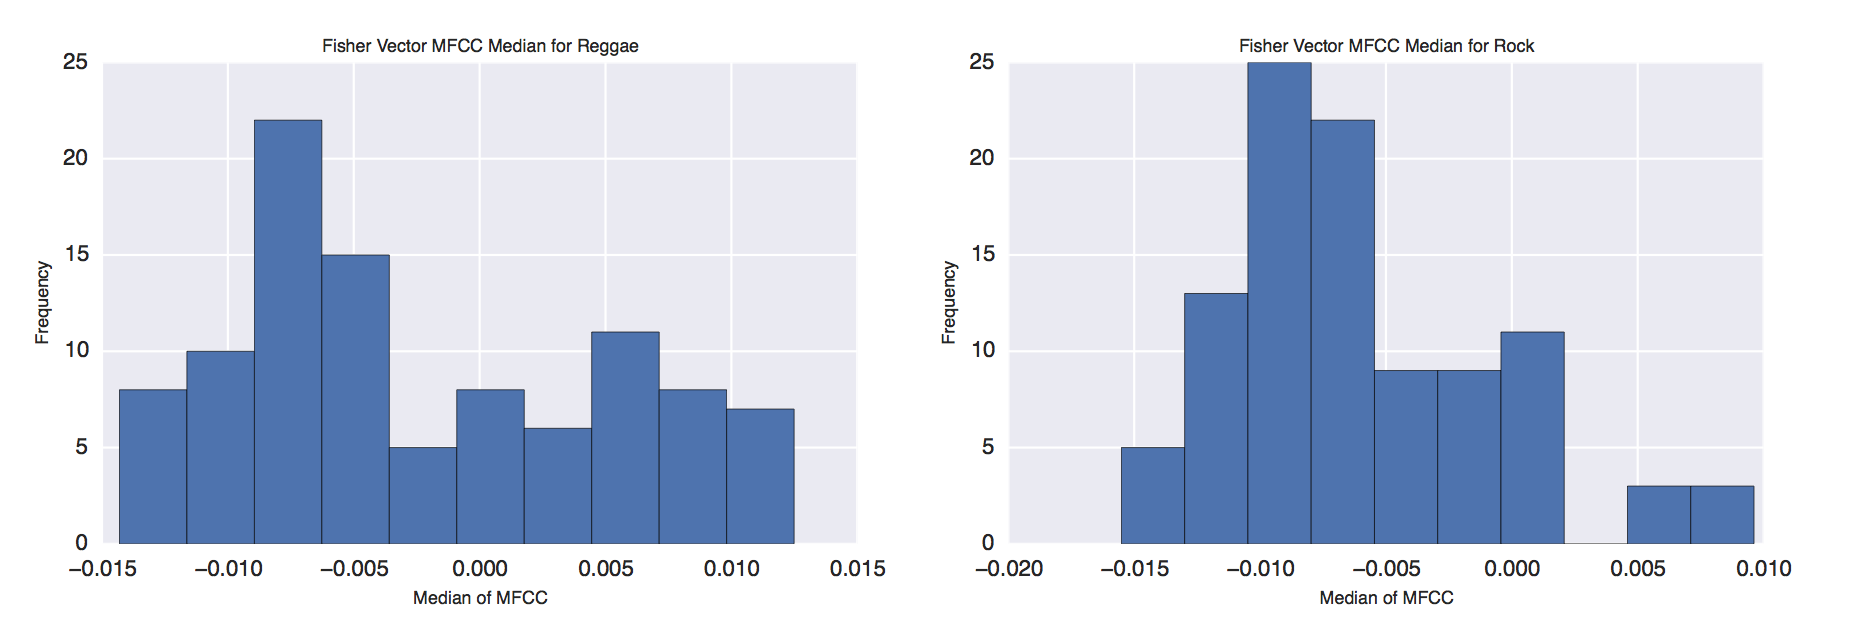 Fisher Vector MFCC Median for Reggae
25
20
15
10
5
0
Frequency
−0.015 −0.010 −0.005 0.000 0.005 0.010 0.015
Median of MFCC
Fisher Vector MFCC Median for Rock
25
20
15
10
5
0
Frequency
−0.020 −0.015 −0.010 −0.005 0.000 0.005 0.010
Median of MFCC